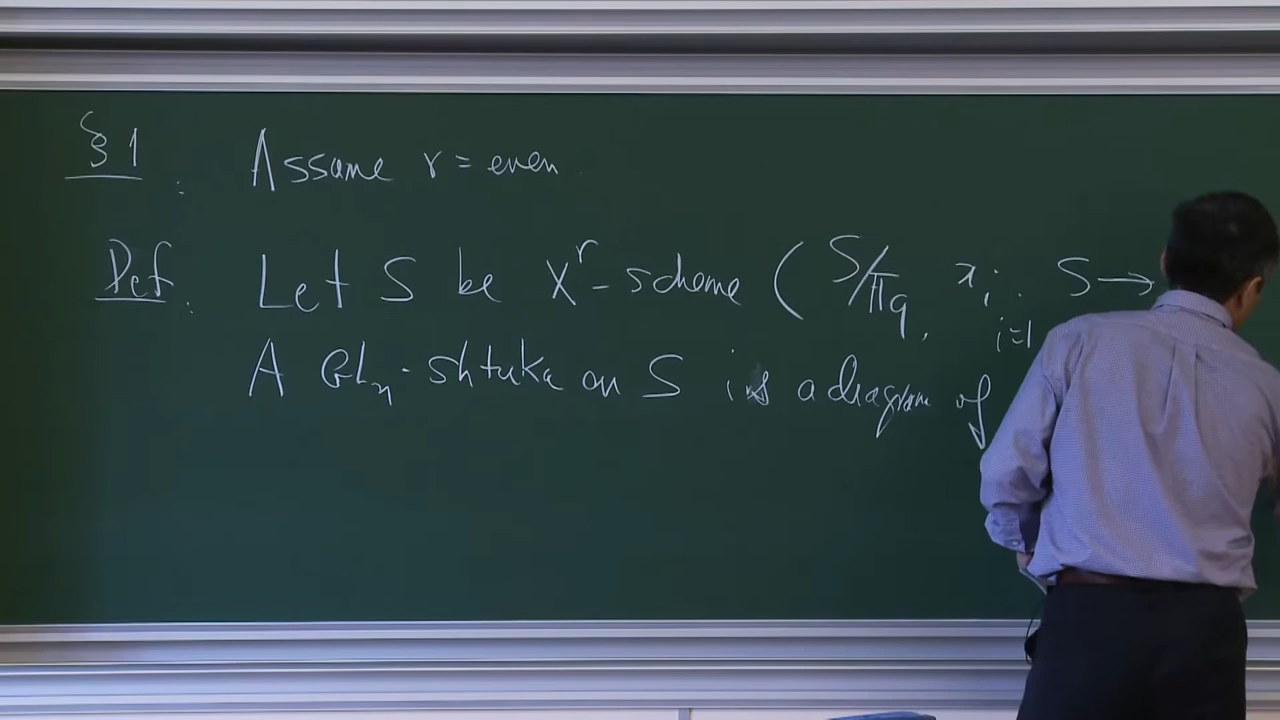 §1. Assume r = even
Def. Let S be X^r-scheme (S/𝔽q, x_i: S →
i=1
A GL_n-shtuka on S is a diagram of